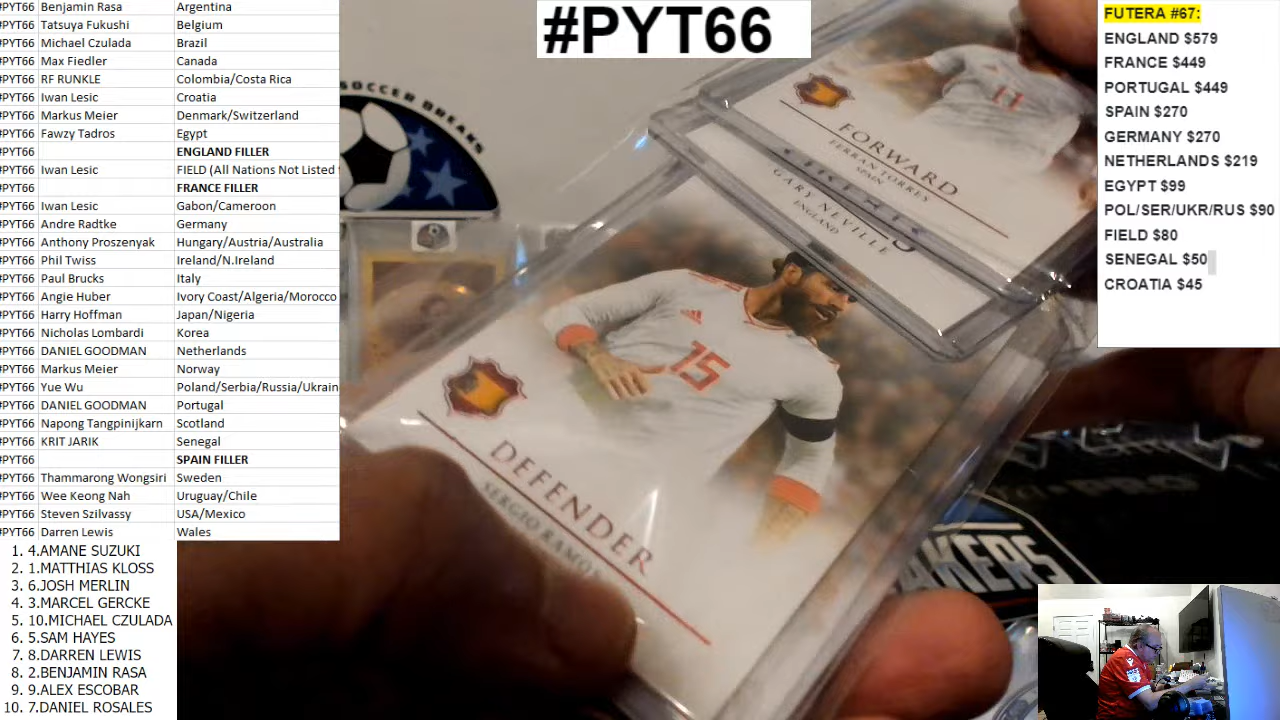 #PYT66 Benjamin Rasa Argentina
#PYT66 Tatsuya Fukushi Belgium
#PYT66 Michael Czulada Brazil
#PYT66 Max Fiedler Canada
#PYT66 RF RUNKLE Colombia/Costa Rica
#PYT66 Iwan Lesic Croatia
#PYT66 Markus Meier Denmark/Switzerland
#PYT66 Fawzy Tadros Egypt
#PYT66 ENGLAND FILLER
#PYT66 Iwan Lesic FIELD (All Nations Not Listed
#PYT66 FRANCE FILLER
#PYT66 Iwan Lesic Gabon/Cameroon
#PYT66 Andre Radtke Germany
#PYT66 Anthony Proszenyak Hungary/Austria/Australia
#PYT66 Phil Twiss Ireland/N.Ireland
#PYT66 Paul Brucks Italy
#PYT66 Angie Huber Ivory Coast/Algeria/Morocco
#PYT66 Harry Hoffman Japan/Nigeria
#PYT66 Nicholas Lombardi Korea
#PYT66 DANIEL GOODMAN Netherlands
#PYT66 Markus Meier Norway
#PYT66 Yue Wu Poland/Serbia/Russia/Ukrain
#PYT66 DANIEL GOODMAN Portugal
#PYT66 Napong Tangpinijkarn Scotland
#PYT66 KRIT JARIK Senegal
#PYT66 SPAIN FILLER
#PYT66 Thammarong Wongsiri Sweden
#PYT66 Wee Keong Nah Uruguay/Chile
#PYT66 Steven Szilvassy USA/Mexico
#PYT66 Darren Lewis Wales
1. 4.AMANE SUZUKI
2. 1.MATTHIAS KLOSS
3. 6.JOSH MERLIN
4. 3.MARCEL GERCKE
5. 10.MICHAEL CZULADA
6. 5.SAM HAYES
7. 8.DARREN LEWIS
8. 2.BENJAMIN RASA
9. 9.ALEX ESCOBAR
10. 7.DANIEL ROSALES
#PYT66
SOCCER BREAKS
11
FORWARD
FERRAN TORRES
SPAIN
GARY NEVILLE
ENGLAND
15
DEFENDER
SERGIO RAMOS
FUTERA #67:
ENGLAND $579
FRANCE $449
PORTUGAL $449
SPAIN $270
GERMANY $270
NETHERLANDS $219
EGYPT $99
POL/SER/UKR/RUS $90
FIELD $80
SENEGAL $50
CROATIA $45